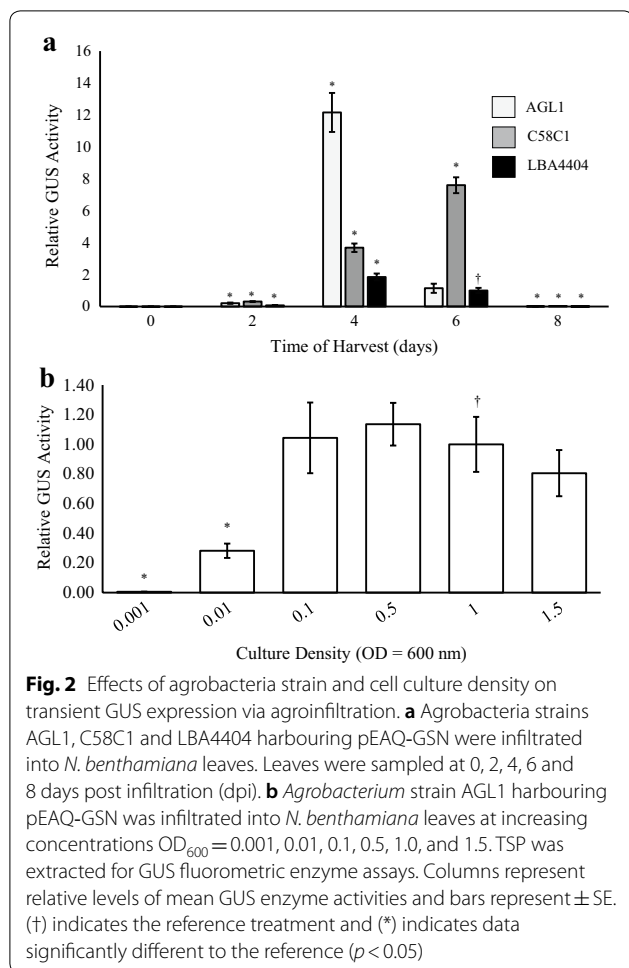 a
16
14
12
10
8
6
4
2
0
Relative GUS Activity
*
* * *
* *
*
†
* * *
AGL1
C58C1
LBA4404
0 2 4 6 8
Time of Harvest (days)
b
1.40
1.20
1.00
0.80
0.60
0.40
0.20
0.00
Relative GUS Activity
*
*
†
0.001 0.01 0.1 0.5 1 1.5
Culture Density (OD = 600 nm)
Fig. 2 Effects of agrobacteria strain and cell culture density on
transient GUS expression via agroinfiltration. a Agrobacteria strains
AGL1, C58C1 and LBA4404 harbouring pEAQ-GSN were infiltrated
into N. benthamiana leaves. Leaves were sampled at 0, 2, 4, 6 and
8 days post infiltration (dpi). b Agrobacterium strain AGL1 harbouring
pEAQ-GSN was infiltrated into N. benthamiana leaves at increasing
concentrations OD600 = 0.001, 0.01, 0.1, 0.5, 1.0, and 1.5. TSP was
extracted for GUS fluorometric enzyme assays. Columns represent
relative levels of mean GUS enzyme activities and bars represent ± SE.
(†) indicates the reference treatment and (*) indicates data
significantly different to the reference (p < 0.05)